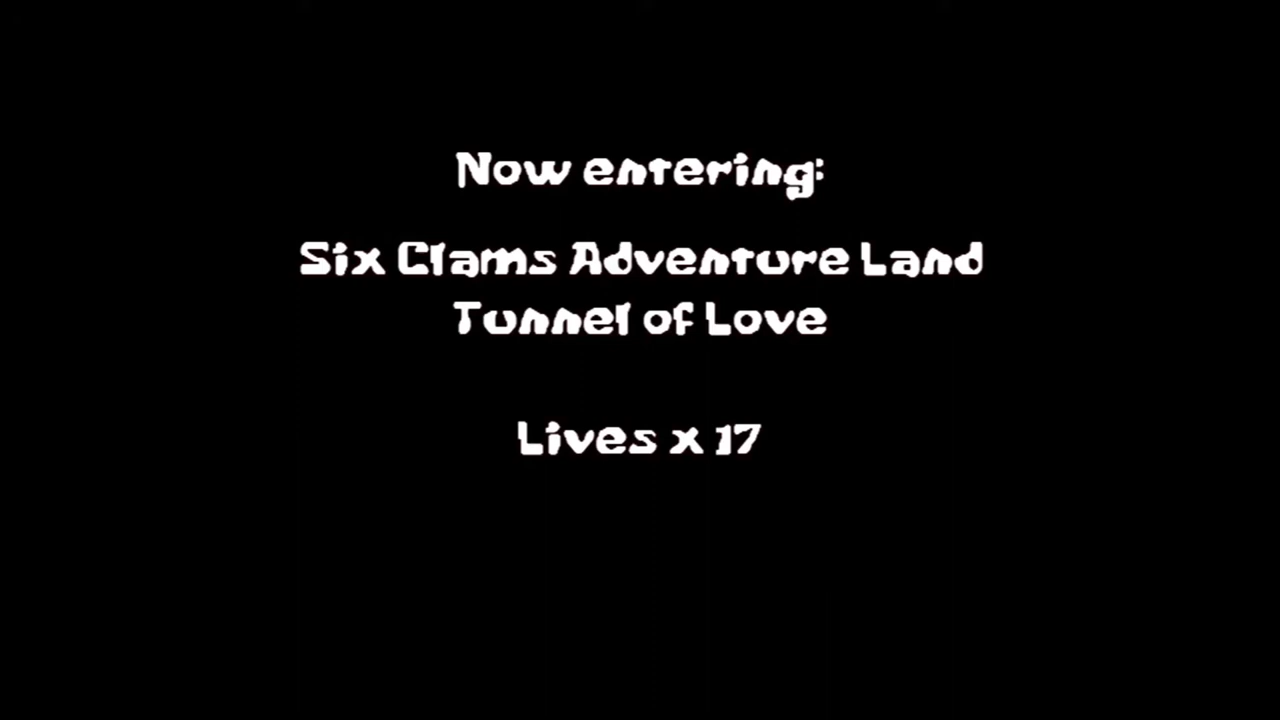 Now entering:
Six Clams Adventure Land
Tunnel of Love
Lives x 17